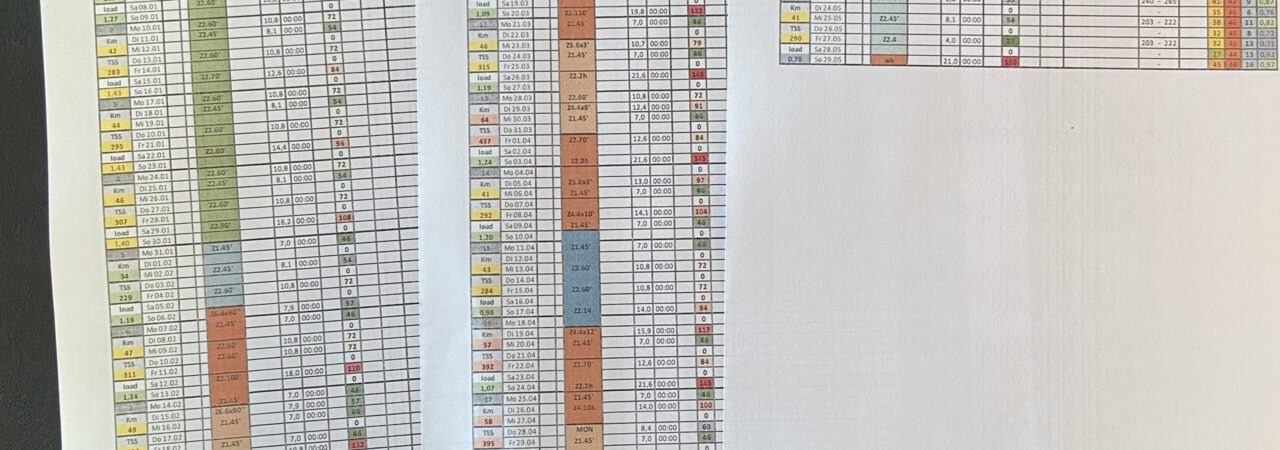 load Sa 08.01 0
1,27 So 09.01 Z2.60' 10,8 00:00 72
Mo 10.01 Z2.45' 8,1 00:00 54
Km Di 11.01 0
42 Mi 12.01 Z2.60' 10,8 00:00 72
TSS Do 13.01 0
283 Fr 14.01 Z2.70' 12,6 00:00 84
load Sa 15.01 0
1,43 So 16.01 Z2.60' 10,8 00:00 72
3 Mo 17.01 Z2.45' 8,1 00:00 54
Km Di 18.01 0
44 Mi 19.01 Z2.60' 10,8 00:00 72
TSS Do 20.01 0
295 Fr 21.01 Z2.80' 14,4 00:00 96
load Sa 22.01 0
1,43 So 23.01 Z2.60' 10,8 00:00 72
4 Mo 24.01 Z2.45' 8,1 00:00 54
Km Di 25.01 0
46 Mi 26.01 Z2.60' 10,8 00:00 72
TSS Do 27.01 0
307 Fr 28.01 Z2.90' 16,2 00:00 108
load Sa 29.01 0
1,40 So 30.01 Z1.45' 7,0 00:00 46
5 Mo 31.01 0
Km Di 01.02 Z2.45' 8,1 00:00 54
34 Mi 02.02 0
TSS Do 03.02 Z2.60' 10,8 00:00 72
229 Fr 04.02 0
load Sa 05.02 Z6.6x90" 7,9 00:00 57
1,19 So 06.02 Z1.45' 7,0 00:00 46
6 Mo 07.02 0
Km Di 08.02 Z2.60' 10,8 00:00 72
47 Mi 09.02 Z2.60' 10,8 00:00 72
TSS Do 10.02 0
311 Fr 11.02 Z2.100' 18,0 00:00 120
load Sa 12.02 0
1,24 So 13.02 Z1.45' 7,0 00:00 46
7 Mo 14.02 Z6.6x90" 7,9 00:00 57
Km Di 15.02 Z1.45' 7,0 00:00 46
49 Mi 16.02 0
TSS Do 17.02 Z1.45' 7,0 00:00 46
132
load Sa 19.03 0
1,09 So 20.03 Z2.110' 19,8 00:00 132
12 Mo 21.03 Z1.45' 7,0 00:00 46
Km Di 22.03 0
46 Mi 23.03 Z5.6x3' 10,7 00:00 79
TSS Do 24.03 Z1.45' 7,0 00:00 46
315 Fr 25.03 0
load Sa 26.03 Z2.2h 21,6 00:00 145
1,19 So 27.03 0
13 Mo 28.03 Z2.60' 10,8 00:00 72
Km Di 29.03 Z4.4x8' 12,4 00:00 91
64 Mi 30.03 Z1.45' 7,0 00:00 46
TSS Do 31.03 0
437 Fr 01.04 Z2.70' 12,6 00:00 84
load Sa 02.04 0
1,24 So 03.04 Z2.2h 21,6 00:00 145
14 Mo 04.04 0
Km Di 05.04 Z5.8x3' 13,0 00:00 97
41 Mi 06.04 Z1.45' 7,0 00:00 46
TSS Do 07.04 0
292 Fr 08.04 Z4.4x10' 14,1 00:00 104
load Sa 09.04 Z1.45' 7,0 00:00 46
1,20 So 10.04 0
15 Mo 11.04 Z1.45' 7,0 00:00 46
Km Di 12.04 0
43 Mi 13.04 Z2.60' 10,8 00:00 72
TSS Do 14.04 0
284 Fr 15.04 Z2.60' 10,8 00:00 72
load Sa 16.04 0
0,98 So 17.04 Z2.14 14,0 00:00 94
16 Mo 18.04 0
Km Di 19.04 Z4.4x12' 15,9 00:00 117
57 Mi 20.04 Z1.45' 7,0 00:00 46
TSS Do 21.04 0
392 Fr 22.04 Z2.70' 12,6 00:00 84
load Sa 23.04 0
1,07 So 24.04 Z2.2h 21,6 00:00 145
17 Mo 25.04 Z1.45' 7,0 00:00 46
Km Di 26.04 Z4.10k 14,0 00:00 100
58 Mi 27.04 0
TSS Do 28.04 MON 8,4 00:00 60
395 Fr 29.04 Z1.45' 7,0 00:00 46
0
Km Di 24.05 0 -
41 Mi 25.05 Z2.45' 8,1 00:00 54 203 - 222
TSS Do 26.05 0 -
290 Fr 27.05 Z2.4 4,0 00:00 27 203 - 222
load Sa 28.05 0 -
0,78 So 29.05 wk 21,0 00:00 150 - 45 46 16 0,97